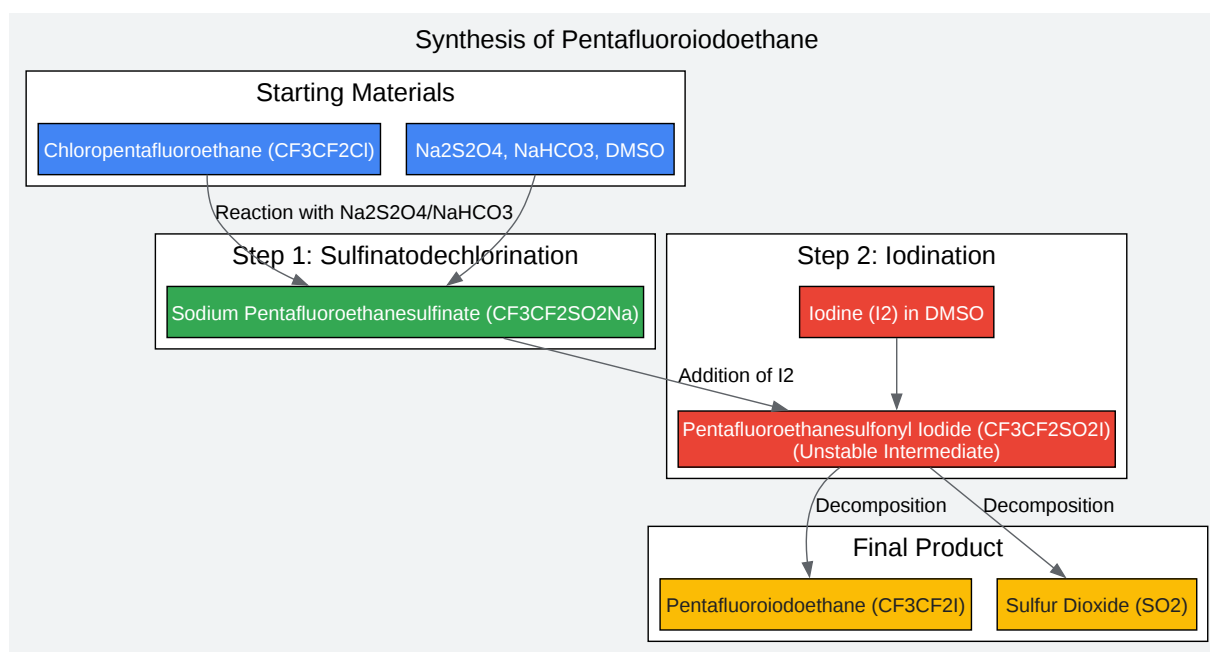 Synthesis of Pentafluoroiodoethane
Starting Materials
Chloropentafluoroethane (CF3CF2Cl)
Na2S2O4, NaHCO3, DMSO
Reaction with Na2S2O4/NaHCO3
Step 1: Sulfinatodechlorination
Sodium Pentafluoroethanesulfinate (CF3CF2SO2Na)
Step 2: Iodination
Iodine (I2) in DMSO
Addition of I2
Pentafluoroethanesulfonyl Iodide (CF3CF2SO2I)
(Unstable Intermediate)
Decomposition
Decomposition
Final Product
Pentafluoroiodoethane (CF3CF2I)
Sulfur Dioxide (SO2)